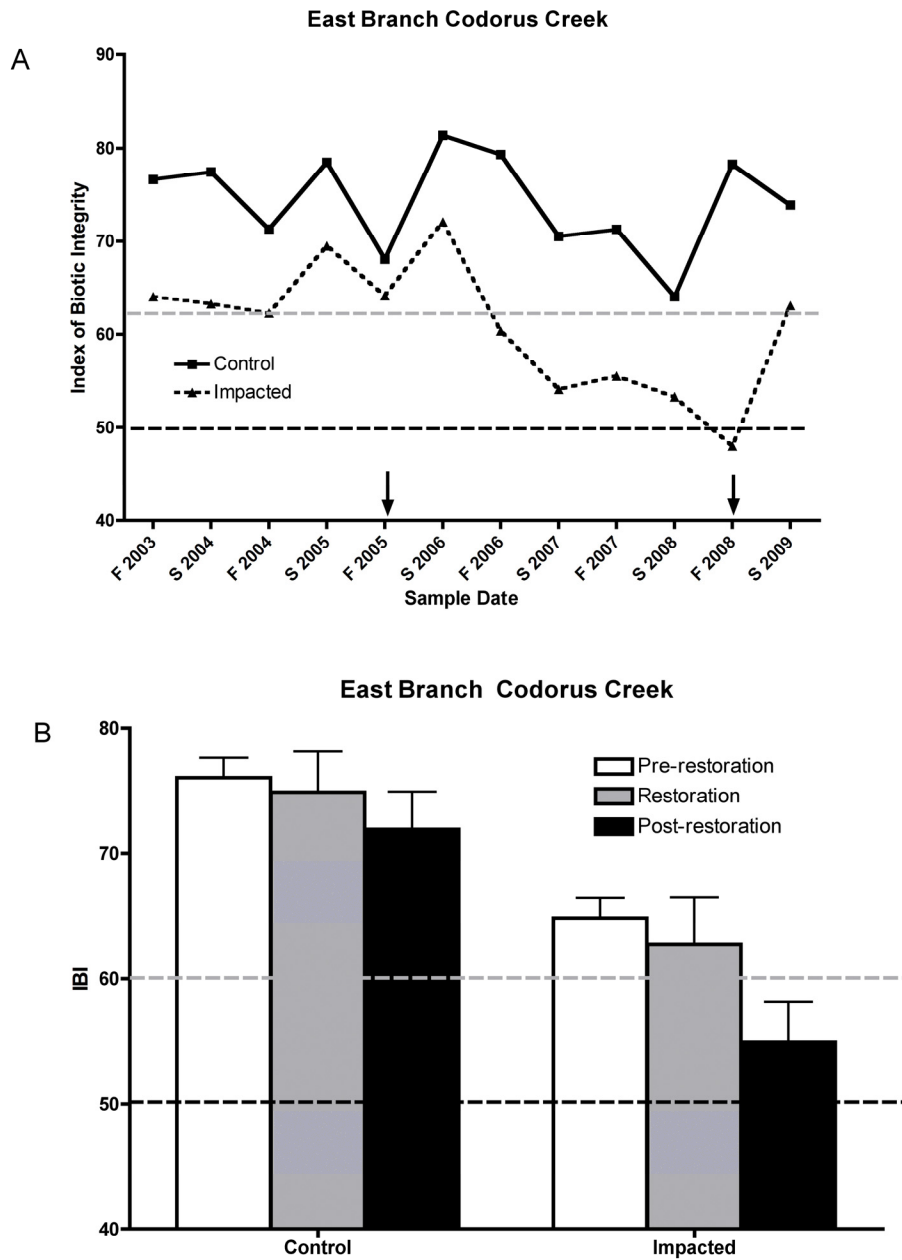 East Branch Codorus Creek
A
90
80
70
60
50
40
Index of Biotic Integrity
Control
Impacted
F 2003
S 2004
F 2004
S 2005
F 2005
S 2006
F 2006
S 2007
F 2007
S 2008
F 2008
S 2009
Sample Date
East Branch Codorus Creek
B
80
70
60
50
40
IBI
Pre-restoration
Restoration
Post-restoration
Control
Impacted